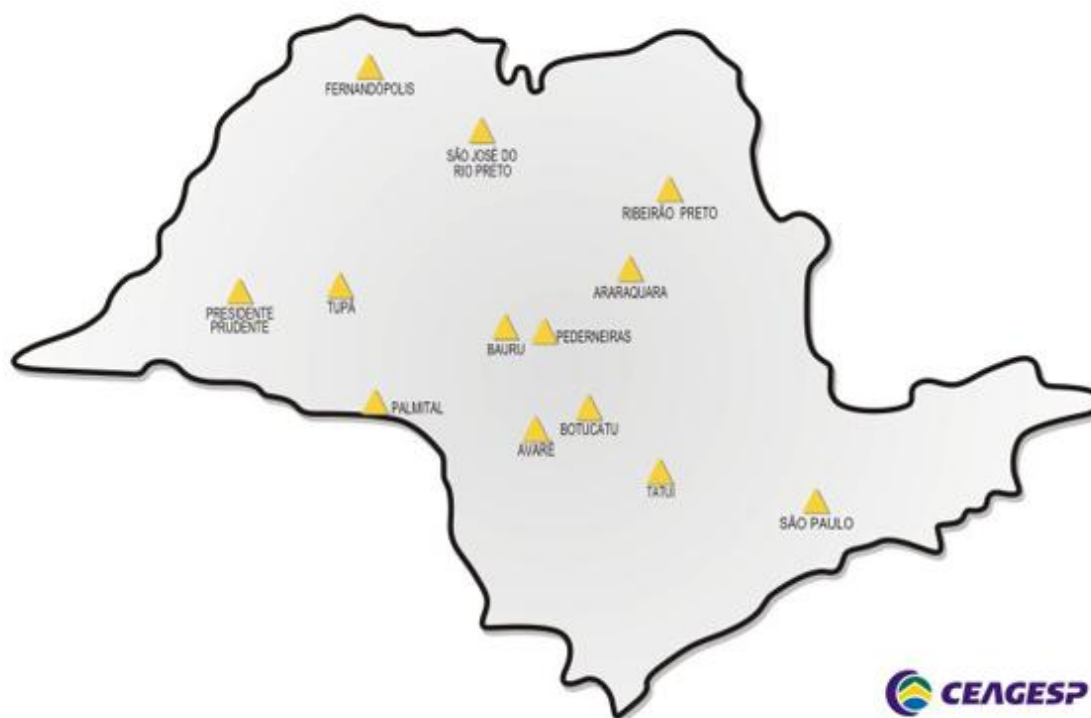 FERNANDÓPOLIS
SÃO JOSÉ DO
RIO PRETO
RIBEIRÃO PRETO
ARARAQUARA
PRESIDENTE
PRUDENTE
TUPÃ
BAURU
PEDERNEIRAS
PALMITAL
BOTUCATU
AVARÉ
TATUÍ
SÃO PAULO
CEAGESP